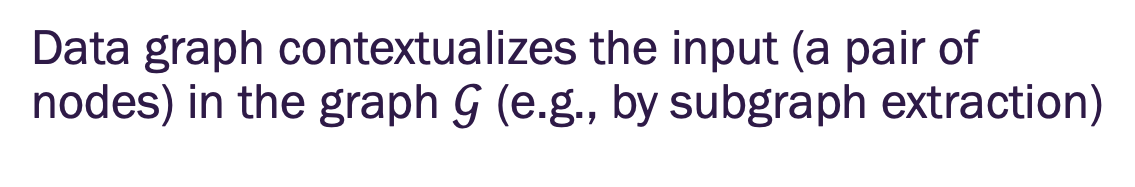 Data graph contextualizes the input (a pair of
nodes) in the graph 𝒢 (e.g., by subgraph extraction)